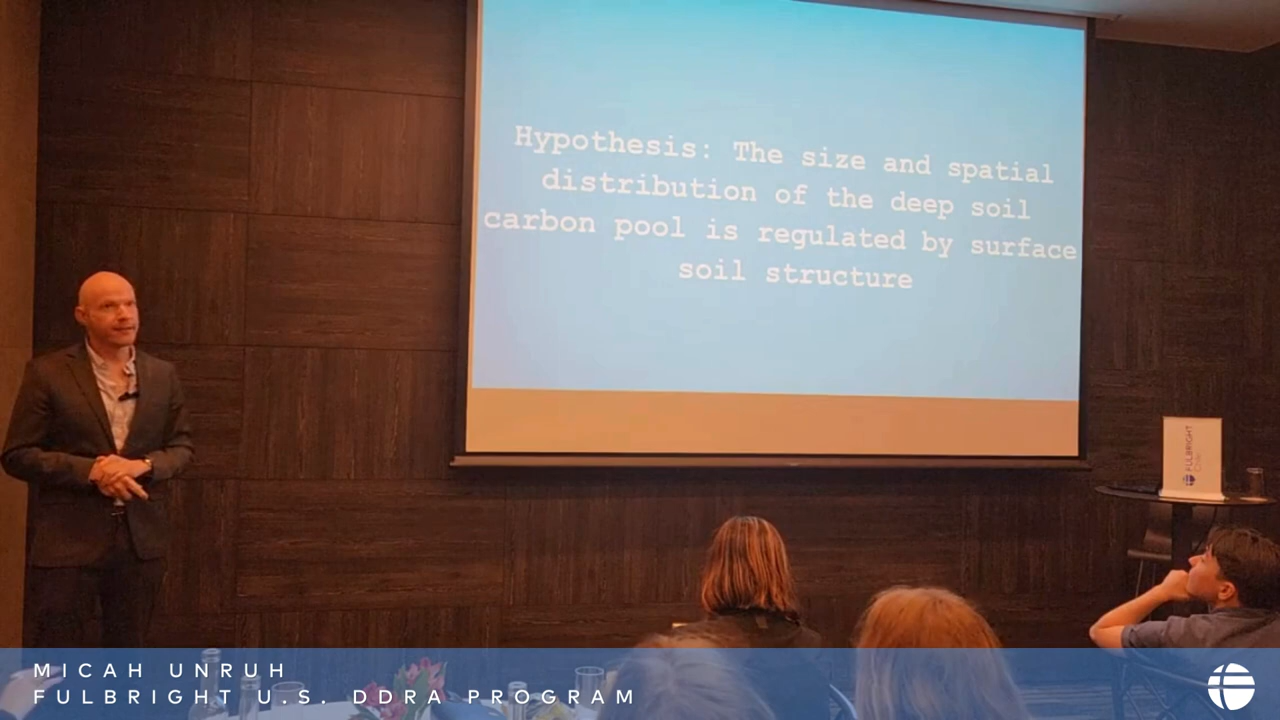 Hypothesis: The size and spatial
distribution of the deep soil
carbon pool is regulated by surface
soil structure
FULBRIGHT
MICAH UNRUH
FULBRIGHT U.S. DDRA PROGRAM